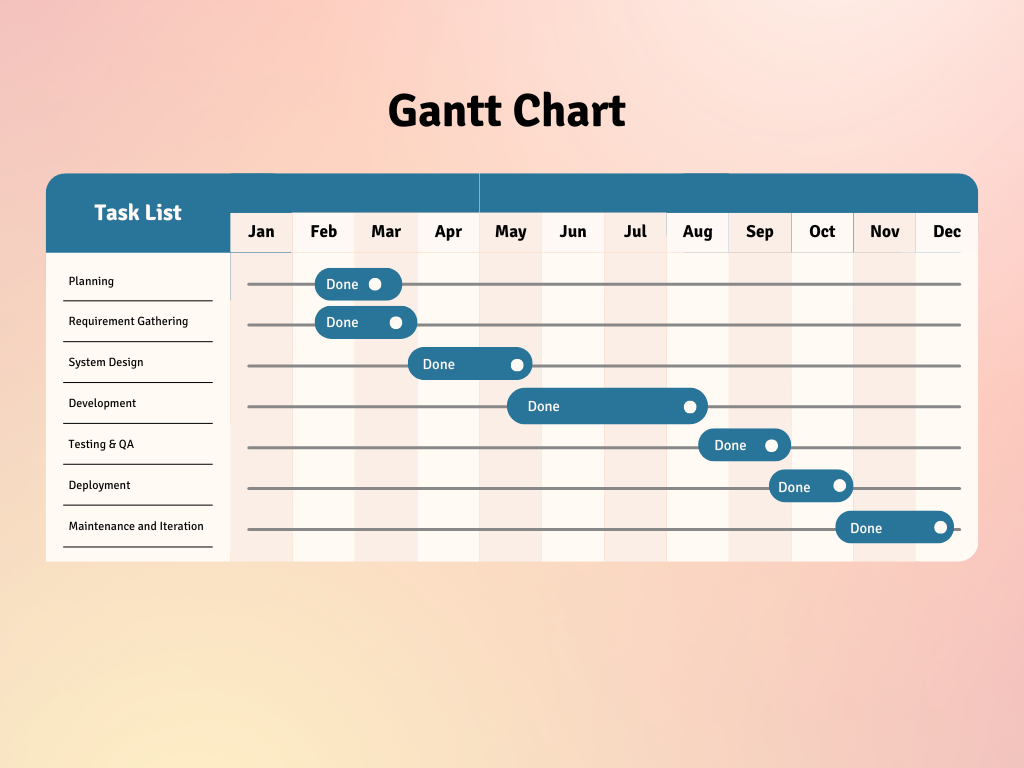 Gantt Chart
Task List
Jan Feb Mar Apr May Jun Jul Aug Sep Oct Nov Dec
Planning Done
Requirement Gathering Done
System Design Done
Development Done
Testing & QA Done
Deployment Done
Maintenance and Iteration Done